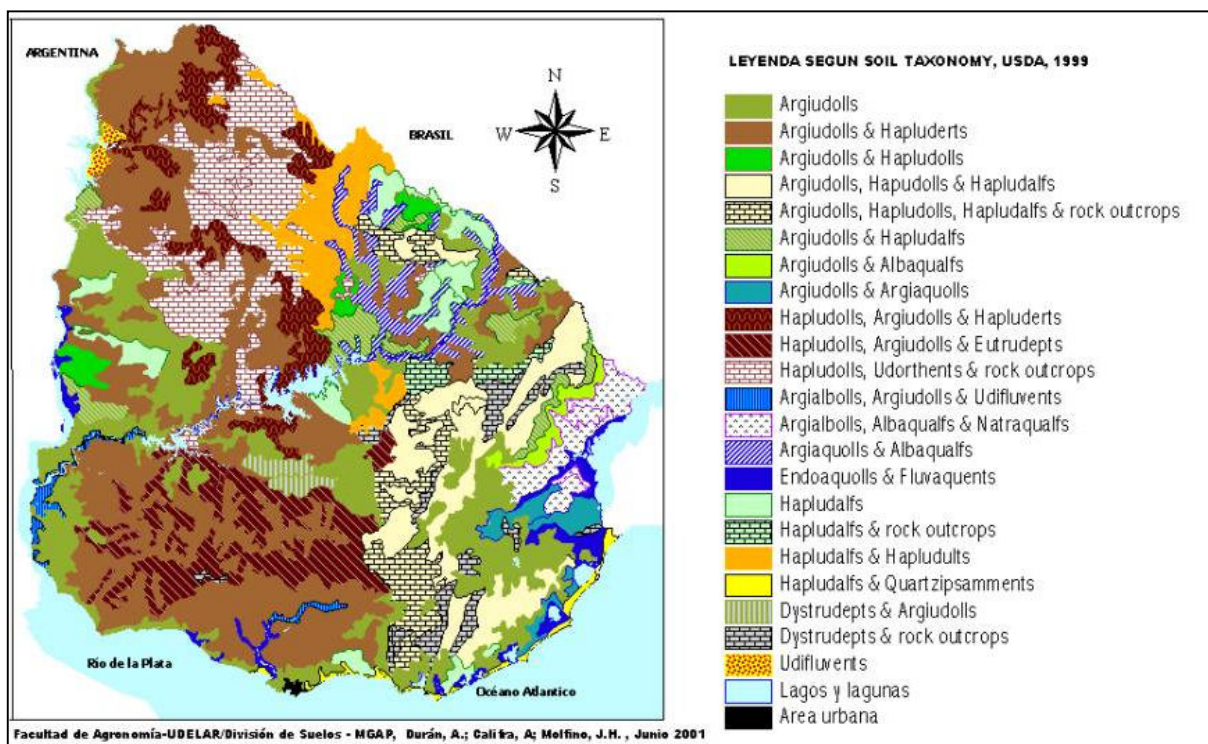 ARGENTINA
BRASIL
N
W E
S
Río de la Plata
Océano Atlantico
Facultad de Agronomía-UDELAR/División de Suelos - MGAP, Durán, A.; Califra, A; Molfino, J.H. , Junio 2001
LEYENDA SEGUN SOIL TAXONOMY, USDA, 1999
Argiudolls
Argiudolls & Hapluderts
Argiudolls & Hapludolls
Argiudolls, Hapudolls & Hapludalfs
Argiudolls, Hapludolls, Hapludalfs & rock outcrops
Argiudolls & Hapludalfs
Argiudolls & Albaqualfs
Argiudolls & Argiaquolls
Hapludolls, Argiudolls & Hapluderts
Hapludolls, Argiudolls & Eutrudepts
Hapludolls, Udorthents & rock outcrops
Argialbolls, Argiudolls & Udifluvents
Argialbolls, Albaqualfs & Natraqualfs
Argiaquolls & Albaqualfs
Endoaquolls & Fluvaquents
Hapludalfs
Hapludalfs & rock outcrops
Hapludalfs & Hapludults
Hapludalfs & Quartzipsamments
Dystrudepts & Argiudolls
Dystrudepts & rock outcrops
Udifluvents
Lagos y lagunas
Area urbana